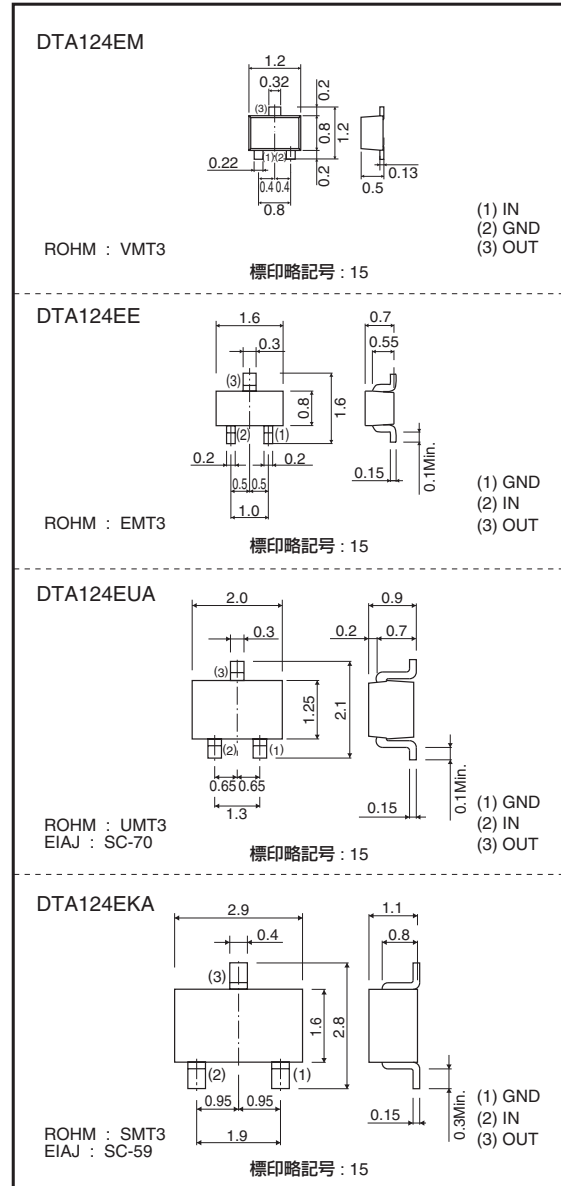 DTA124EM
1.2
0.32
0.2
(3)
0.8
1.2
(1)
(2)
0.22
0.4
0.4
0.2
0.8
0.5
0.13
(1) IN
(2) GND
(3) OUT
ROHM : VMT3
標印略記号 : 15
DTA124EE
1.6
0.3
(3)
0.8
1.6
(2)
(1)
0.2
0.2
0.5
0.5
1.0
0.7
0.55
0.15
0.1Min.
(1) GND
(2) IN
(3) OUT
ROHM : EMT3
標印略記号 : 15
DTA124EUA
2.0
0.3
(3)
1.25
2.1
(2)
(1)
0.65
0.65
1.3
0.9
0.2
0.7
0.15
0.1Min.
(1) GND
(2) IN
(3) OUT
ROHM : UMT3
EIAJ : SC-70
標印略記号 : 15
DTA124EKA
2.9
0.4
(3)
1.6
2.8
(2)
(1)
0.95
0.95
1.9
1.1
0.8
0.15
0.3Min.
(1) GND
(2) IN
(3) OUT
ROHM : SMT3
EIAJ : SC-59
標印略記号 : 15